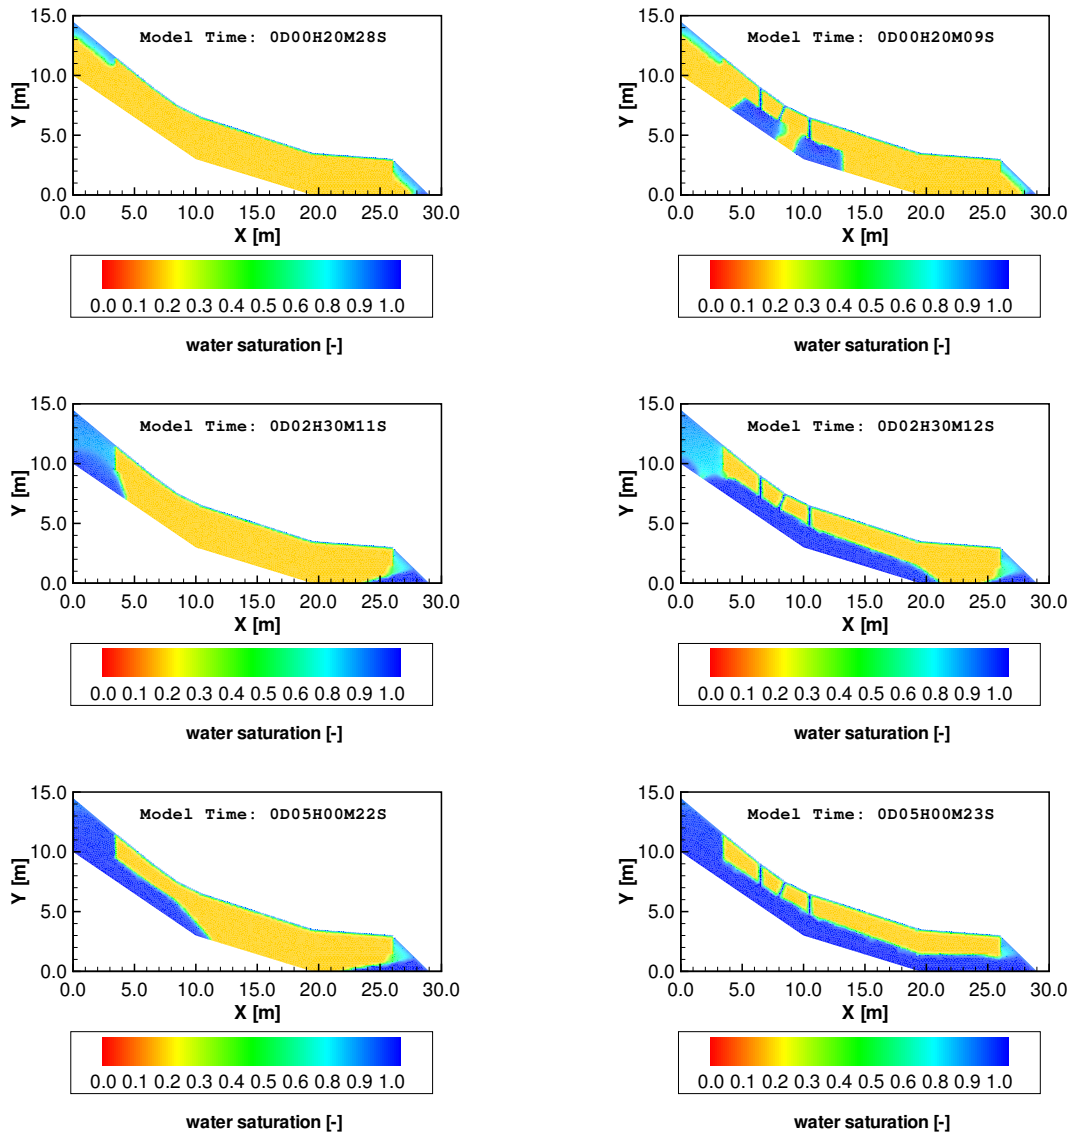 Model Time: 0D00H20M28S
Y [m]
15.0
10.0
5.0
0.0
0.0 5.0 10.0 15.0 20.0 25.0 30.0
X [m]
0.0 0.1 0.2 0.3 0.4 0.5 0.6 0.8 0.9 1.0
water saturation [-]
Model Time: 0D00H20M09S
Y [m]
15.0
10.0
5.0
0.0
0.0 5.0 10.0 15.0 20.0 25.0 30.0
X [m]
0.0 0.1 0.2 0.3 0.4 0.5 0.6 0.8 0.9 1.0
water saturation [-]
Model Time: 0D02H30M11S
Y [m]
15.0
10.0
5.0
0.0
0.0 5.0 10.0 15.0 20.0 25.0 30.0
X [m]
0.0 0.1 0.2 0.3 0.4 0.5 0.6 0.8 0.9 1.0
water saturation [-]
Model Time: 0D02H30M12S
Y [m]
15.0
10.0
5.0
0.0
0.0 5.0 10.0 15.0 20.0 25.0 30.0
X [m]
0.0 0.1 0.2 0.3 0.4 0.5 0.6 0.8 0.9 1.0
water saturation [-]
Model Time: 0D05H00M22S
Y [m]
15.0
10.0
5.0
0.0
0.0 5.0 10.0 15.0 20.0 25.0 30.0
X [m]
0.0 0.1 0.2 0.3 0.4 0.5 0.6 0.8 0.9 1.0
water saturation [-]
Model Time: 0D05H00M23S
Y [m]
15.0
10.0
5.0
0.0
0.0 5.0 10.0 15.0 20.0 25.0 30.0
X [m]
0.0 0.1 0.2 0.3 0.4 0.5 0.6 0.8 0.9 1.0
water saturation [-]